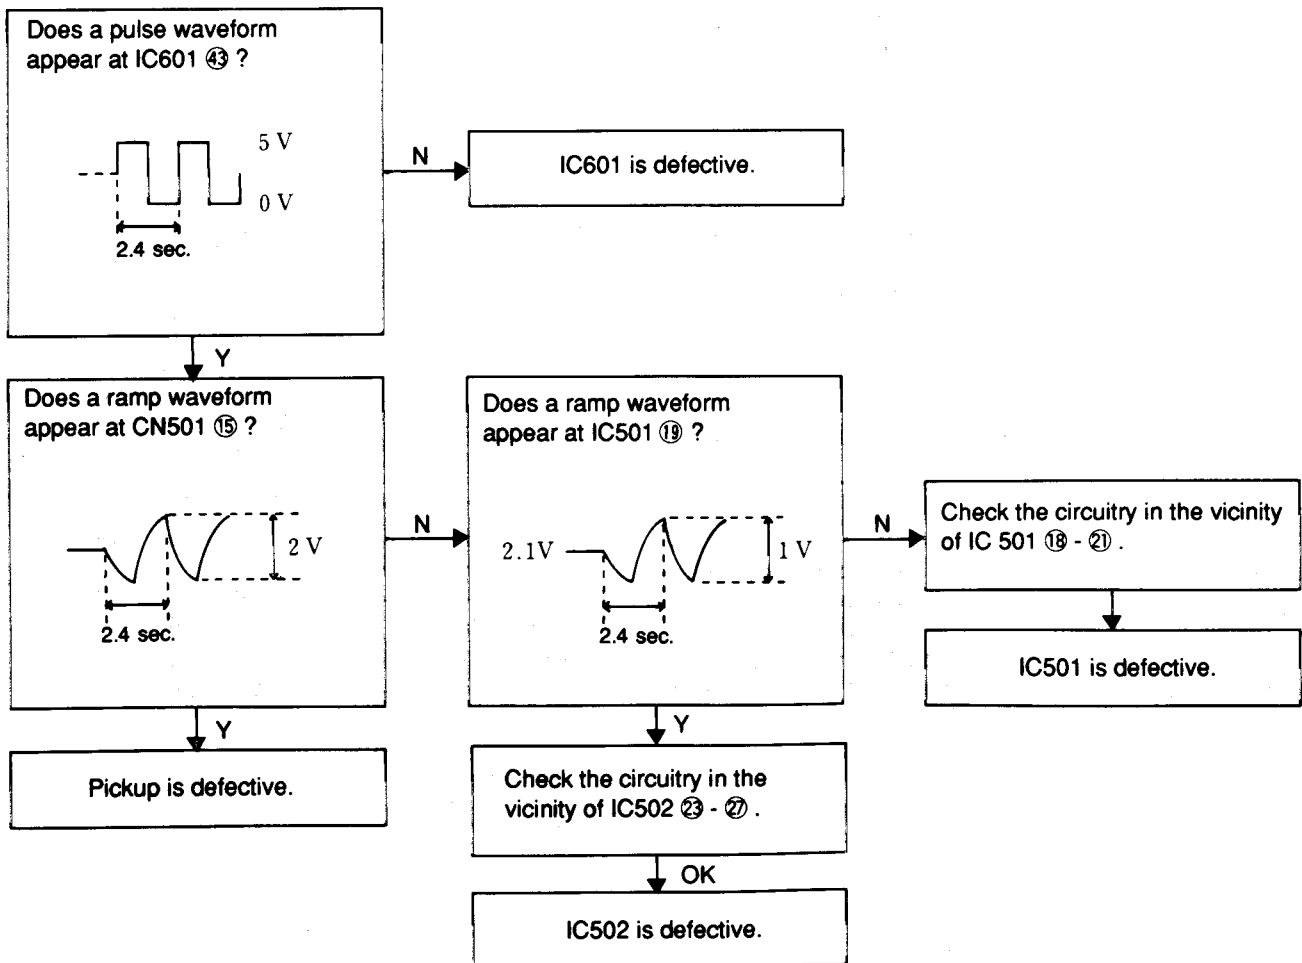 Does a pulse waveform
appear at IC601 ㊸ ?
5 V
0 V
2.4 sec.
N
IC601 is defective.
Y
Does a ramp waveform
appear at CN501 ⑮ ?
2 V
2.4 sec.
N
Does a ramp waveform
appear at IC501 ⑲ ?
2.1V
1 V
2.4 sec.
N
Check the circuitry in the vicinity
of IC 501 ⑱ - ㉑ .
IC501 is defective.
Y
Pickup is defective.
Y
Check the circuitry in the
vicinity of IC502 ㉓ - ㉗ .
OK
IC502 is defective.